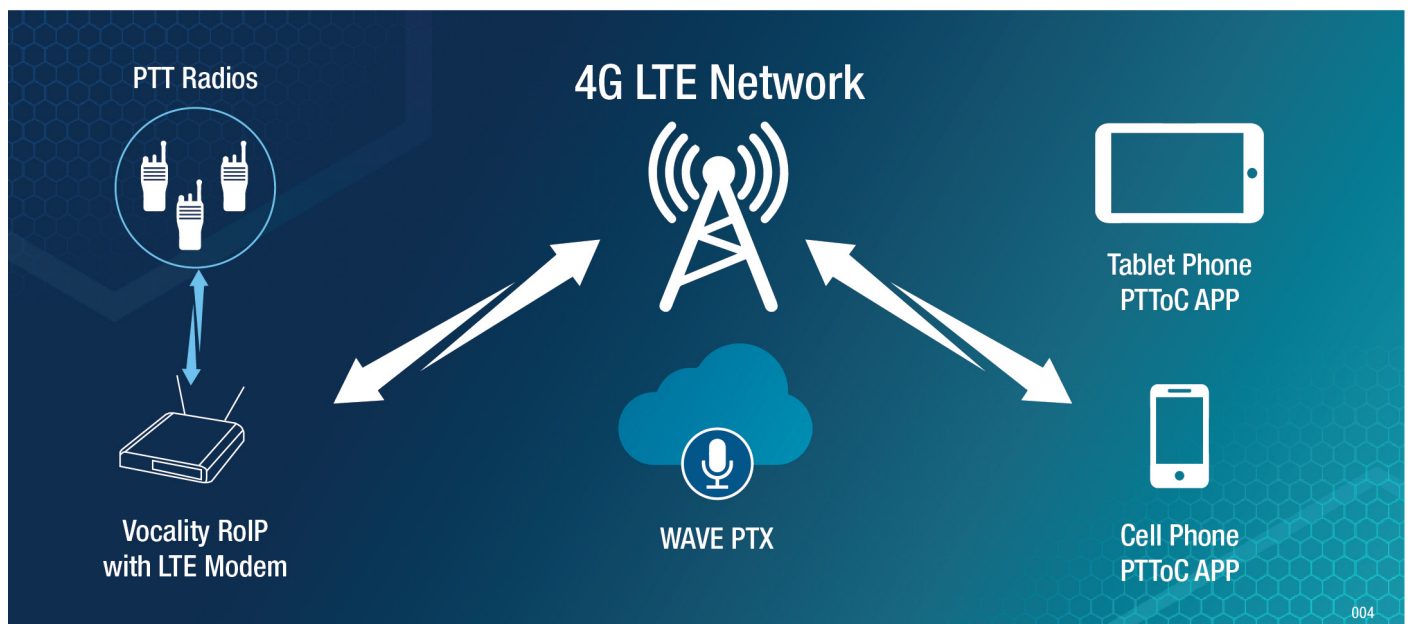 PTT Radios
4G LTE Network
Tablet Phone
PTToC APP
Vocality RoIP
with LTE Modem
WAVE PTX
Cell Phone
PTToC APP
004